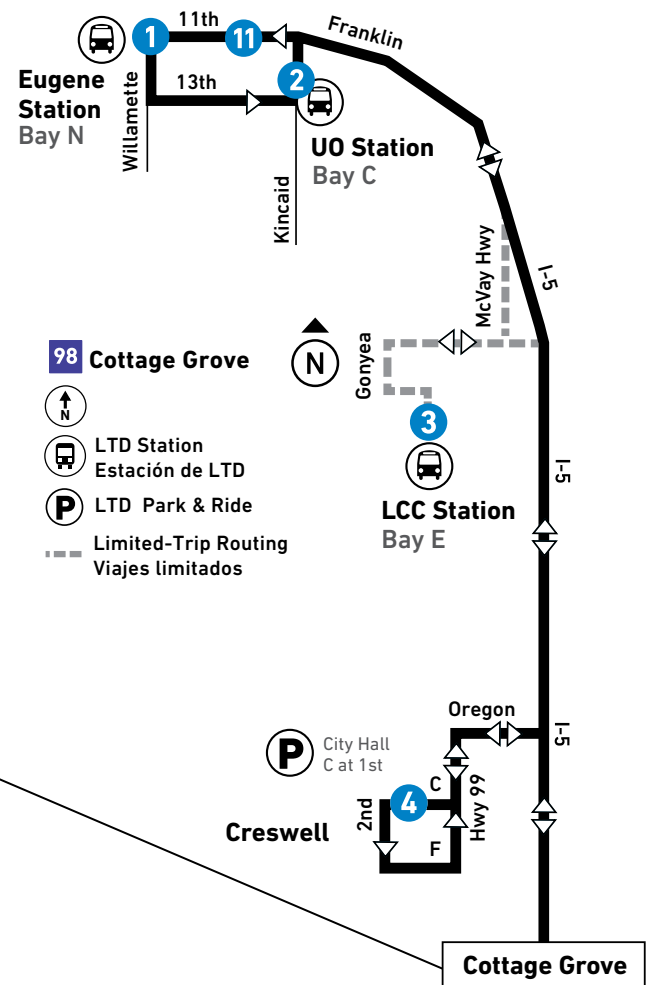 11th
Franklin
1
11
Eugene
Station
Bay N
13th
2
Willamette
UO Station
Bay C
Kincaid
McVay Hwy
I-5
98 Cottage Grove
N
N
Gonyea
3
LTD Station
Estación de LTD
P LTD Park & Ride
Limited-Trip Routing
Viajes limitados
LCC Station
Bay E
I-5
Oregon
I-5
P City Hall
C at 1st
C
4
2nd
Hwy 99
Creswell
F
Cottage Grove